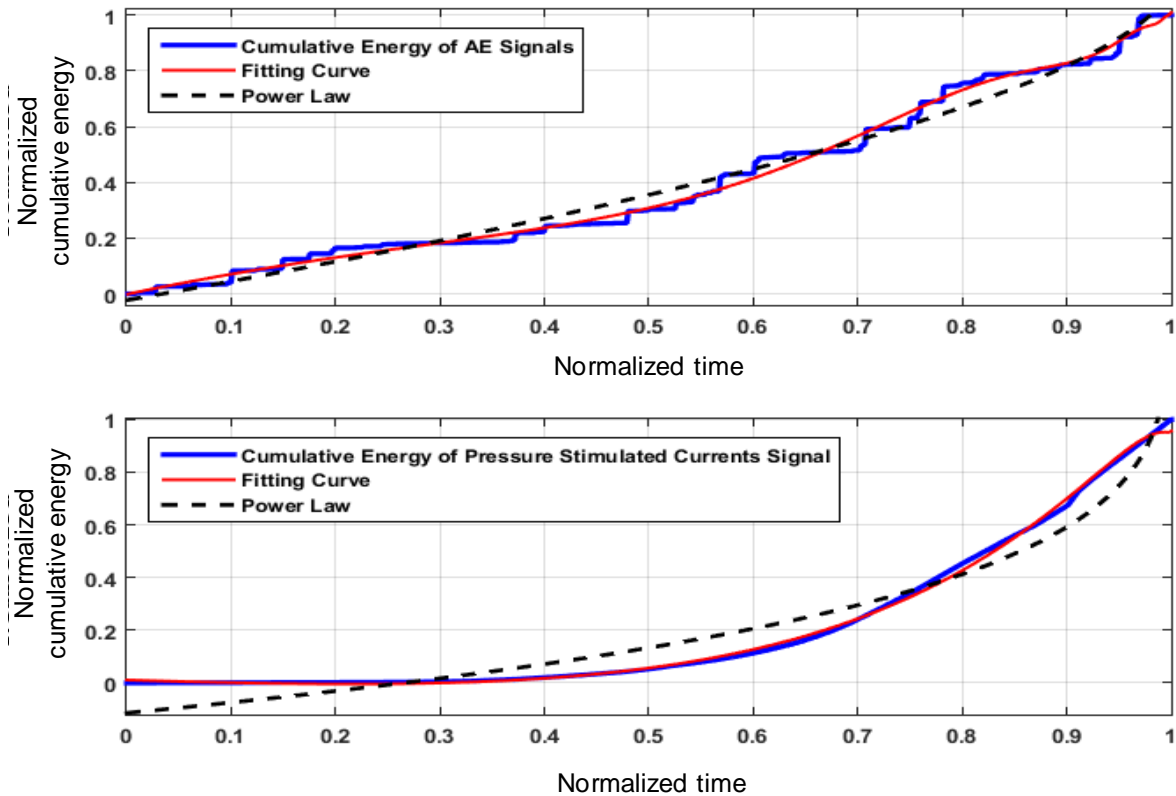 1
0.8
0.6
0.4
0.2
0
Normalized
cumulative energy
Cumulative Energy of AE Signals
Fitting Curve
Power Law
0 0.1 0.2 0.3 0.4 0.5 0.6 0.7 0.8 0.9 1
Normalized time
1
0.8
0.6
0.4
0.2
0
Normalized
cumulative energy
Cumulative Energy of Pressure Stimulated Currents Signal
Fitting Curve
Power Law
0 0.1 0.2 0.3 0.4 0.5 0.6 0.7 0.8 0.9 1
Normalized time